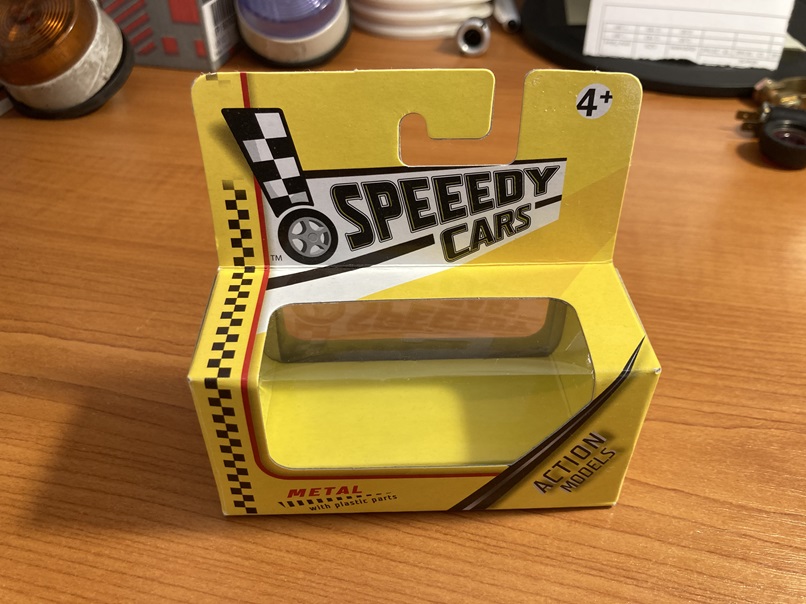 4+
SPEEEDY
CARS
TM
METAL
with plastic parts
ACTION
MODELS